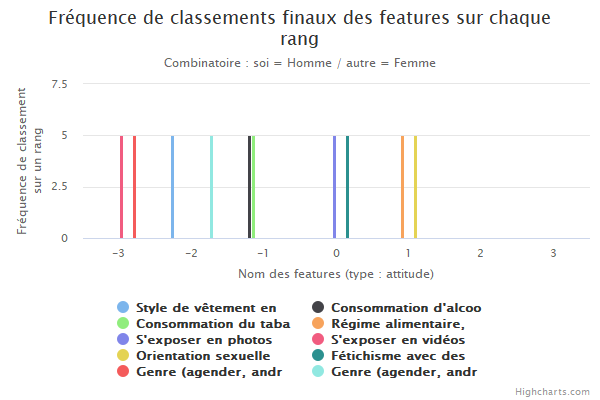 Fréquence de classements finaux des features sur chaque
rang
Combinatoire : soi = Homme / autre = Femme
Fréquence de classement
sur un rang
7.5
5
2.5
0
-3
-2
-1
0
1
2
3
Nom des features (type : attitude)
Style de vêtement en
Consommation d'alcoo
Consommation du taba
Régime alimentaire,
S'exposer en photos
S'exposer en vidéos
Orientation sexuelle
Fétichisme avec des
Genre (agender, andr
Genre (agender, andr
Highcharts.com